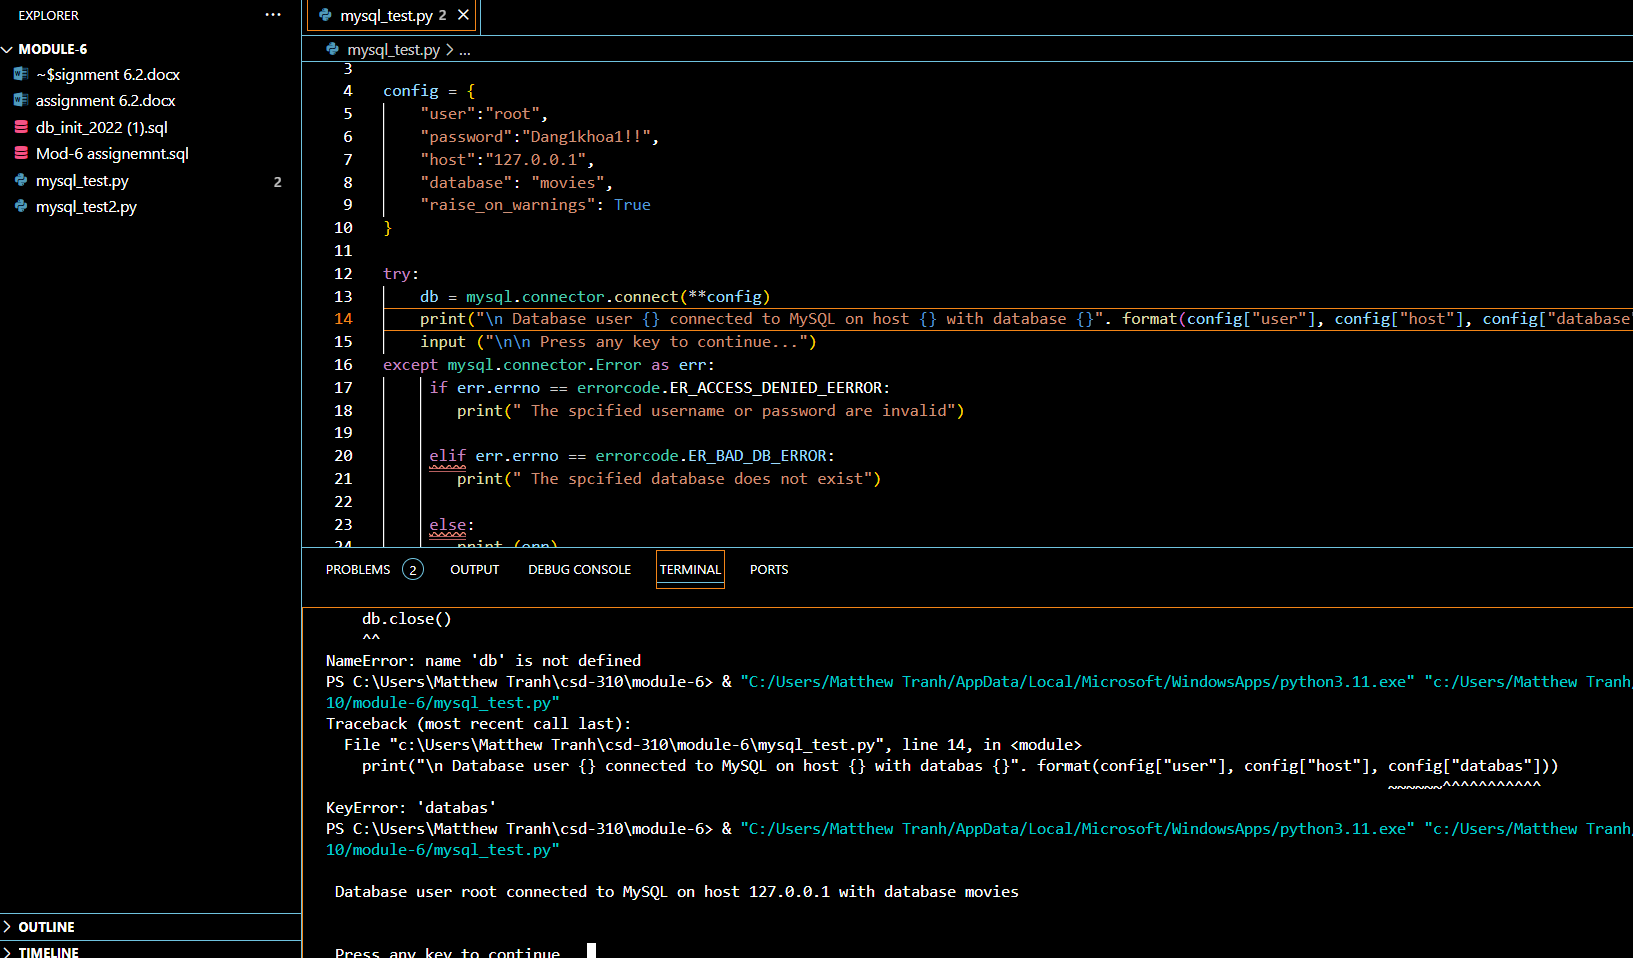 EXPLORER ...
MODULE-6
~$signment 6.2.docx
assignment 6.2.docx
db_init_2022 (1).sql
Mod-6 assignemnt.sql
mysql_test.py 2
mysql_test2.py
OUTLINE
TIMELINE
mysql_test.py 2
mysql_test.py > ...
3
4 config = {
5 "user":"root",
6 "password":"Dang1khoa1!!",
7 "host":"127.0.0.1",
8 "database": "movies",
9 "raise_on_warnings": True
10 }
11
12 try:
13 db = mysql.connector.connect(**config)
14 print("\n Database user {} connected to MySQL on host {} with database {}". format(config["user"], config["host"], config["database"
15 input ("\n\n Press any key to continue...")
16 except mysql.connector.Error as err:
17 if err.errno == errorcode.ER_ACCESS_DENIED_EERROR:
18 print(" The spcified username or password are invalid")
19
20 elif err.errno == errorcode.ER_BAD_DB_ERROR:
21 print(" The spcified database does not exist")
22
23 else:
24 print (err)
PROBLEMS 2 OUTPUT DEBUG CONSOLE TERMINAL PORTS
db.close()
^^
NameError: name 'db' is not defined
PS C:\Users\Matthew Tranh\csd-310\module-6> & "C:/Users/Matthew Tranh/AppData/Local/Microsoft/WindowsApps/python3.11.exe" "c:/Users/Matthew Tranh/
10/module-6/mysql_test.py"
Traceback (most recent call last):
File "c:\Users\Matthew Tranh\csd-310\module-6\mysql_test.py", line 14, in <module>
print("\n Database user {} connected to MySQL on host {} with databas {}". format(config["user"], config["host"], config["databas"]))
~~~~~~^^^^^^^^^^^
KeyError: 'databas'
PS C:\Users\Matthew Tranh\csd-310\module-6> & "C:/Users/Matthew Tranh/AppData/Local/Microsoft/WindowsApps/python3.11.exe" "c:/Users/Matthew Tranh/
10/module-6/mysql_test.py"
Database user root connected to MySQL on host 127.0.0.1 with database movies
Press any key to continue...